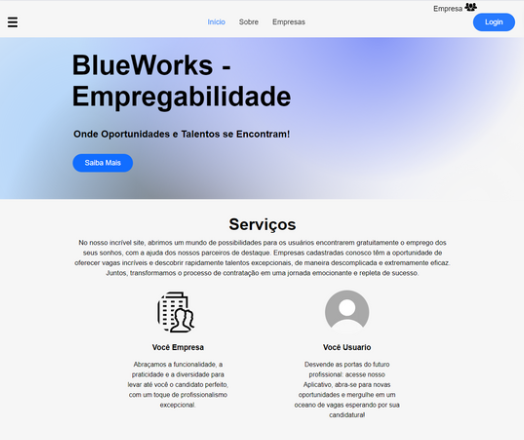 Empresa
Início Sobre Empresas
Login
BlueWorks -
Empregabilidade
Onde Oportunidades e Talentos se Encontram!
Saiba Mais
Serviços
No nosso incrível site, abrimos um mundo de possibilidades para os usuários encontrarem gratuitamente o emprego dos
seus sonhos, com a ajuda dos nossos parceiros de destaque. Empresas cadastradas conosco têm a oportunidade de
oferecer vagas incríveis e descobrir rapidamente talentos excepcionais, de maneira descomplicada e extremamente eficaz.
Juntos, transformamos o processo de contratação em uma jornada emocionante e repleta de sucesso.
Você Empresa
Abraçamos a funcionalidade, a
praticidade e a diversidade para
levar até você o candidato perfeito,
com um toque de profissionalismo
excepcional.
Você Usuario
Desvende as portas do futuro
profissional: acesse nosso
Aplicativo, abra-se para novas
oportunidades e mergulhe em um
oceano de vagas esperando por sua
candidatura!